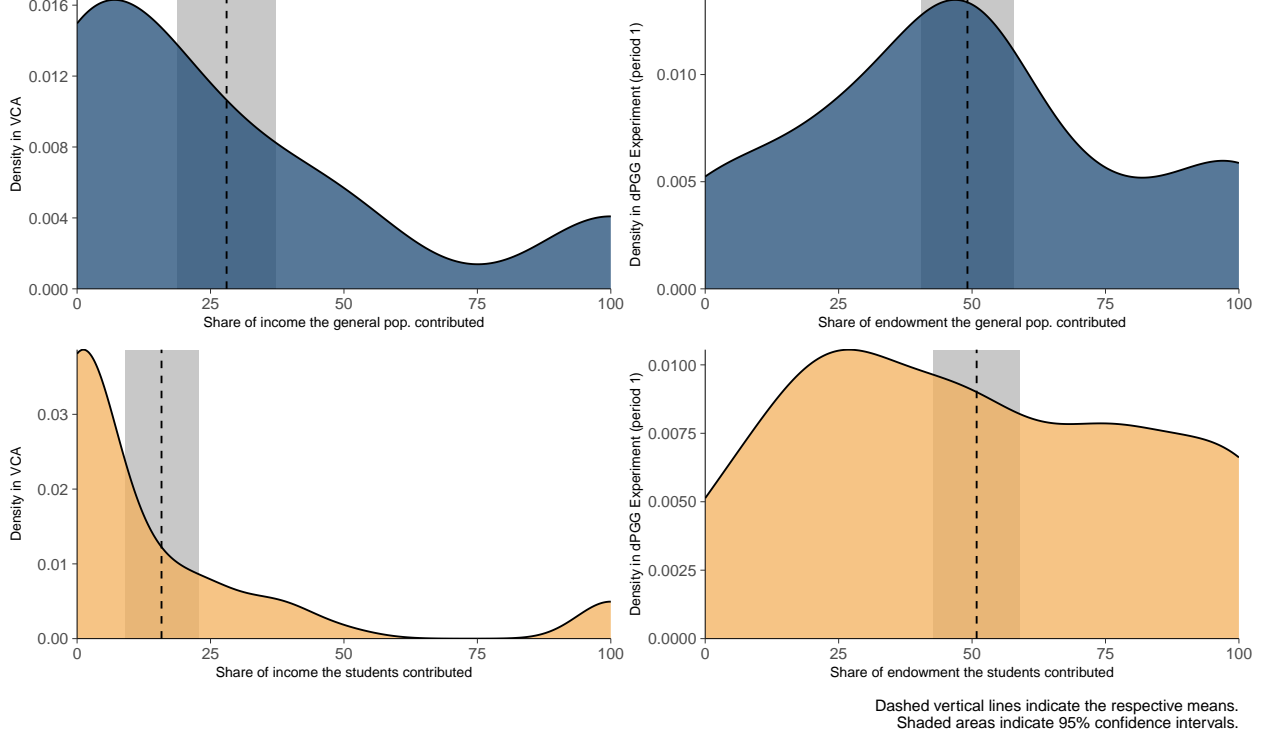 0.016
0.012
0.008
0.004
0.000
Density in VCA
0 25 50 75 100
Share of income the general pop. contributed
0.010
0.005
0.000
Density in dPGG Experiment (period 1)
0 25 50 75 100
Share of endowment the general pop. contributed
0.03
0.02
0.01
0.00
Density in VCA
0 25 50 75 100
Share of income the students contributed
0.0100
0.0075
0.0050
0.0025
0.0000
Density in dPGG Experiment (period 1)
0 25 50 75 100
Share of endowment the students contributed
Dashed vertical lines indicate the respective means.
Shaded areas indicate 95% confidence intervals.